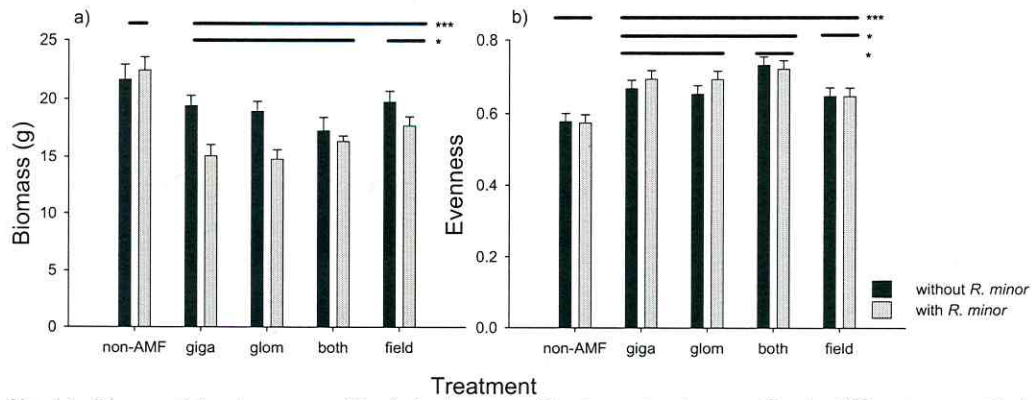 a)
***
*
25
20
15
10
5
0
Biomass (g)
non-AMF giga glom both field
b)
***
*
*
0.8
0.6
0.4
0.2
0.0
Evenness
non-AMF giga glom both field
without R. minor
with R. minor
Treatment